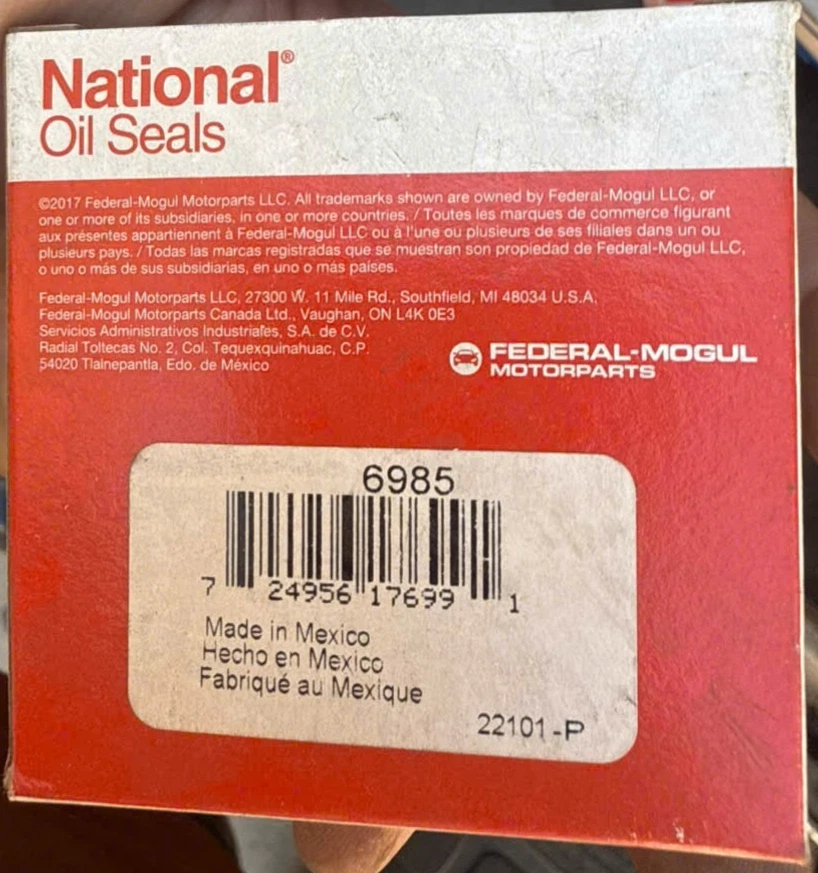 National®
Oil Seals
©2017 Federal-Mogul Motorparts LLC. All trademarks shown are owned by Federal-Mogul LLC, or
one or more of its subsidiaries, in one or more countries. / Toutes les marques de commerce figurant
aux présentes appartiennent à Federal-Mogul LLC ou à l'une ou plusieurs de ses filiales dans un ou
plusieurs pays. / Todas las marcas registradas que se muestran son propiedad de Federal-Mogul LLC,
o uno o más de sus subsidiarias, en uno o más países.
Federal-Mogul Motorparts LLC, 27300 W. 11 Mile Rd., Southfield, MI 48034 U.S.A.
Federal-Mogul Motorparts Canada Ltd., Vaughan, ON L4K 0E3
Servicios Administrativos Industriales, S.A. de C.V.
Radial Toltecas No. 2, Col. Tequexquinahuac, C.P.
54020 Tlalnepantla, Edo. de México
FEDERAL-MOGUL
MOTORPARTS
6985
7 24956 17699 1
Made in Mexico
Hecho en Mexico
Fabriqué au Mexique
22101-P